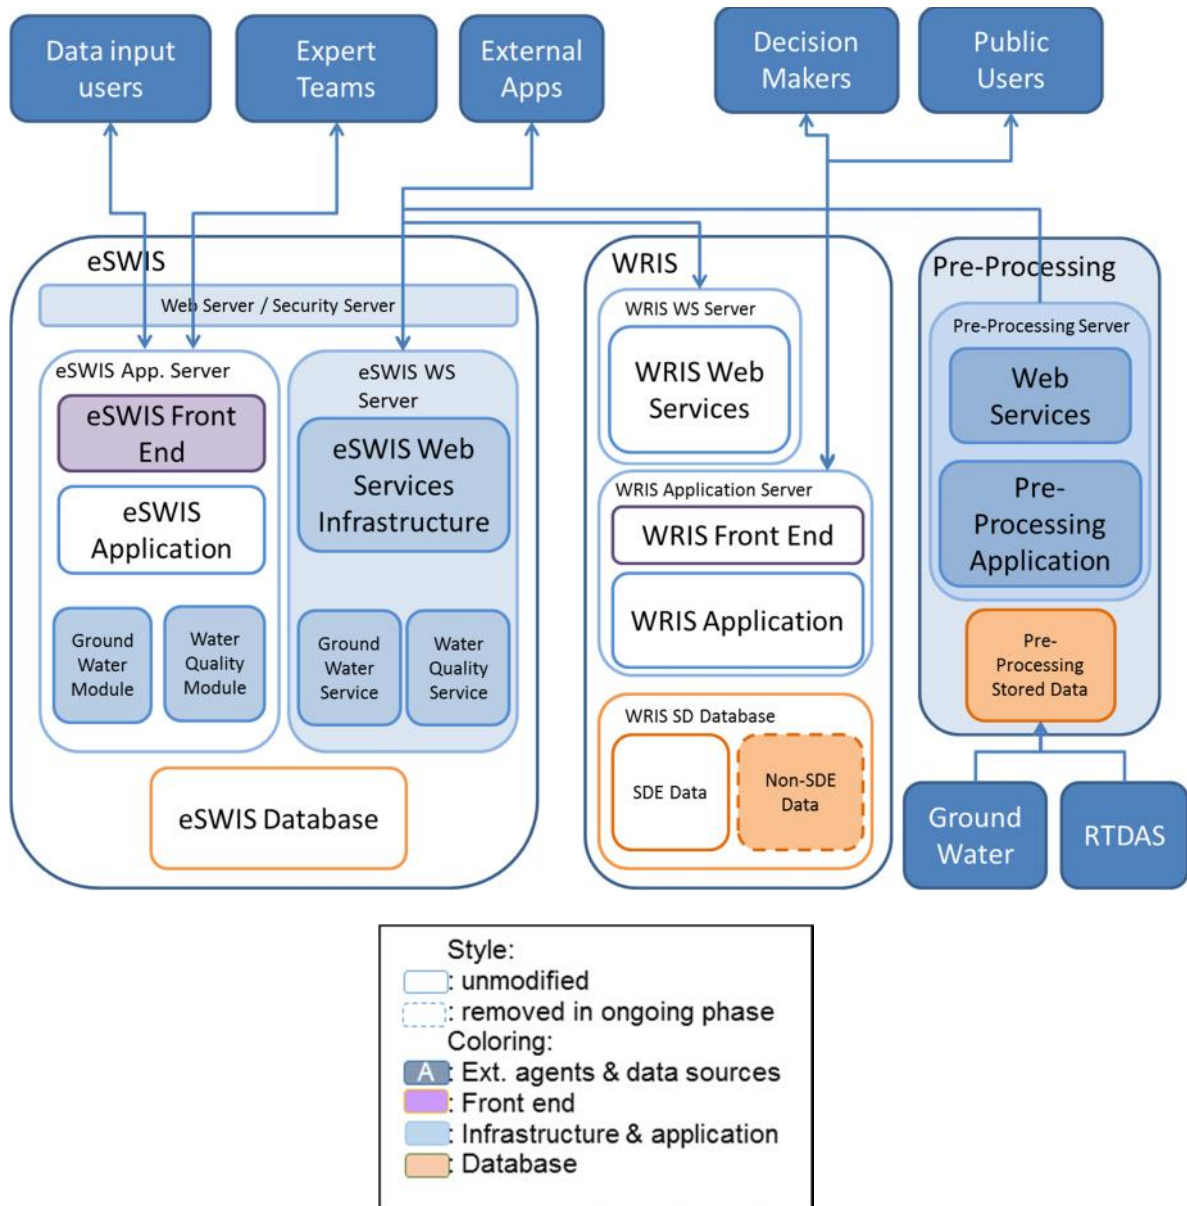 Data input
users
Expert
Teams
External
Apps
Decision
Makers
Public
Users
eSWIS
Web Server / Security Server
eSWIS App. Server
eSWIS Front
End
eSWIS
Application
Ground
Water
Module
Water
Quality
Module
eSWIS WS
Server
eSWIS Web
Services
Infrastructure
Ground
Water
Service
Water
Quality
Service
eSWIS Database
WRIS
WRIS WS Server
WRIS Web
Services
WRIS Application Server
WRIS Front End
WRIS Application
WRIS SD Database
SDE Data
Non-SDE
Data
Pre-Processing
Pre-Processing Server
Web
Services
Pre-
Processing
Application
Pre-
Processing
Stored Data
Ground
Water
RTDAS
Style:
: unmodified
: removed in ongoing phase
Coloring:
A : Ext. agents & data sources
: Front end
: Infrastructure & application
: Database